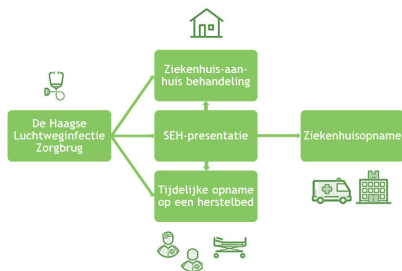 Ziekenhuis-aan-
huis behandeling
De Haagse
Luchtweginfectie
Zorgbrug
SEH-presentatie
Ziekenhuisopname
Tijdelijke opname
op een herstelbed